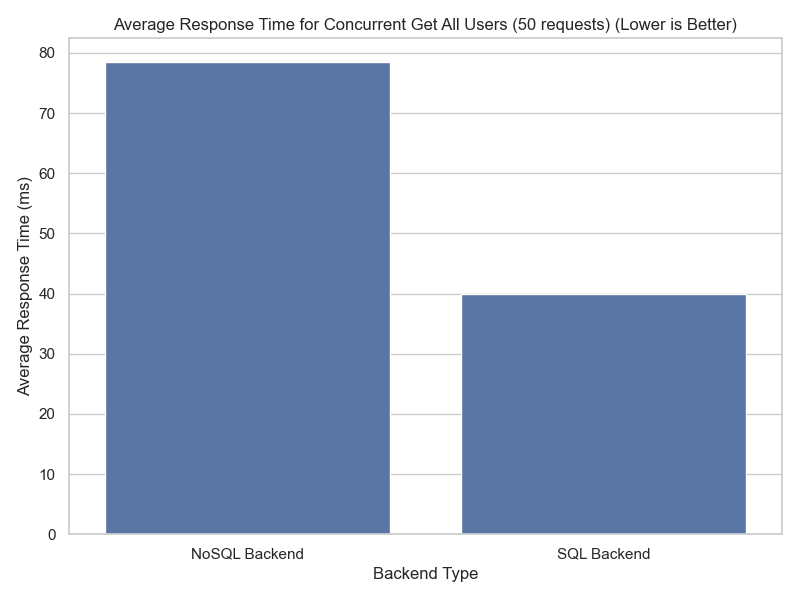 Average Response Time for Concurrent Get All Users (50 requests) (Lower is Better)
Average Response Time (ms)
80
70
60
50
40
30
20
10
0
NoSQL Backend
SQL Backend
Backend Type